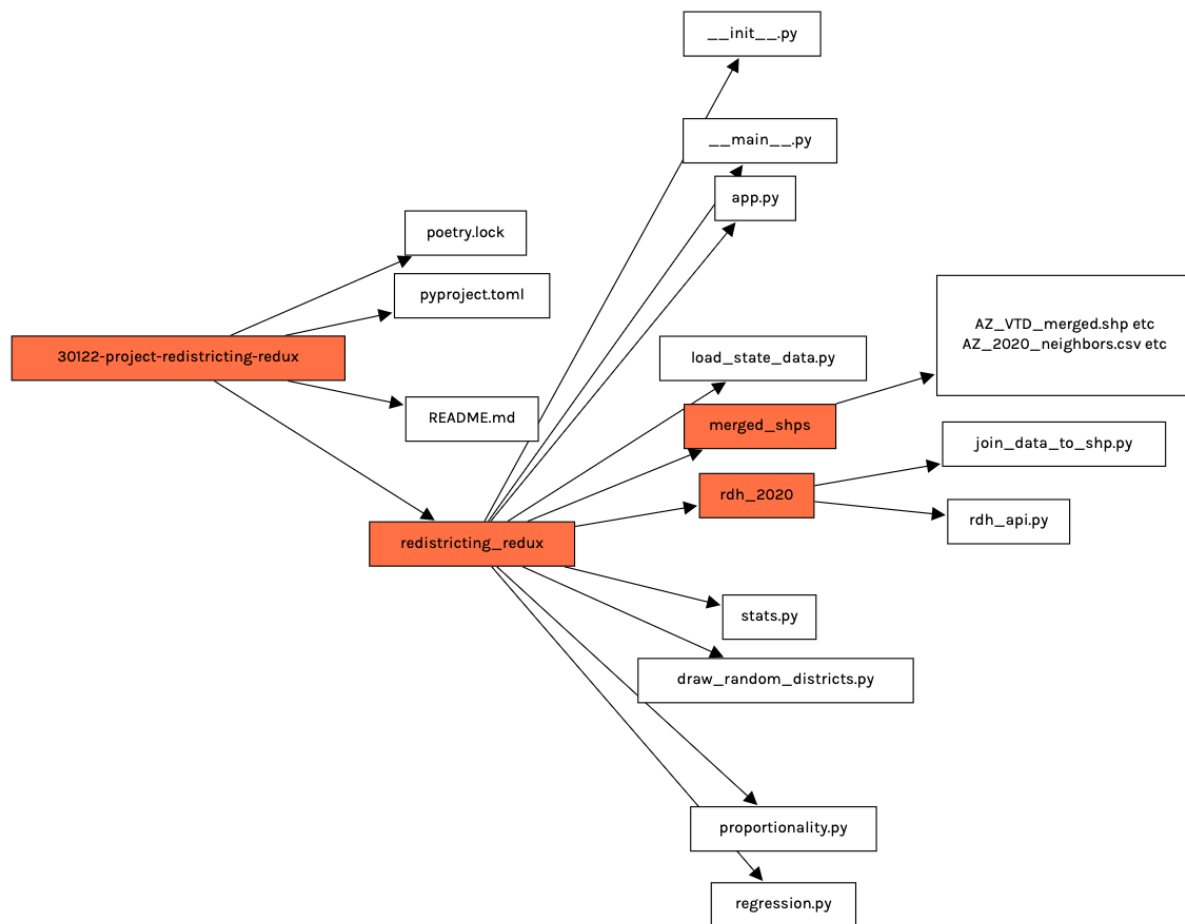 __init__.py
__main__.py
app.py
poetry.lock
pyproject.toml
30122-project-redistricting-redux
README.md
load_state_data.py
AZ_VTD_merged.shp etc
AZ_2020_neighbors.csv etc
merged_shps
join_data_to_shp.py
rdh_2020
rdh_api.py
redistricting_redux
stats.py
draw_random_districts.py
proportionality.py
regression.py